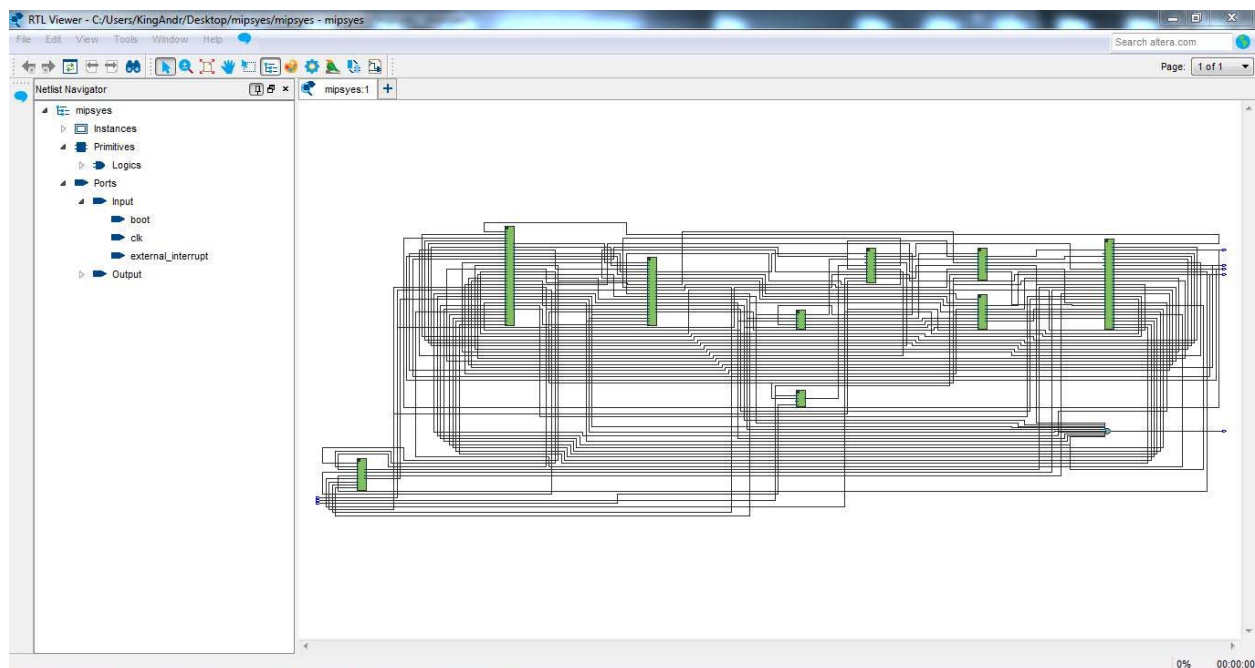 RTL Viewer - C:/Users/KingAndr/Desktop/mipsyes/mipsyes - mipsyes
File Edit View Tools Window Help
Search altera.com
Page: 1 of 1
Netlist Navigator
mipsyes:1
mipsyes
Instances
Primitives
Logics
Ports
Input
boot
clk
external_interrupt
Output
0% 00:00:00